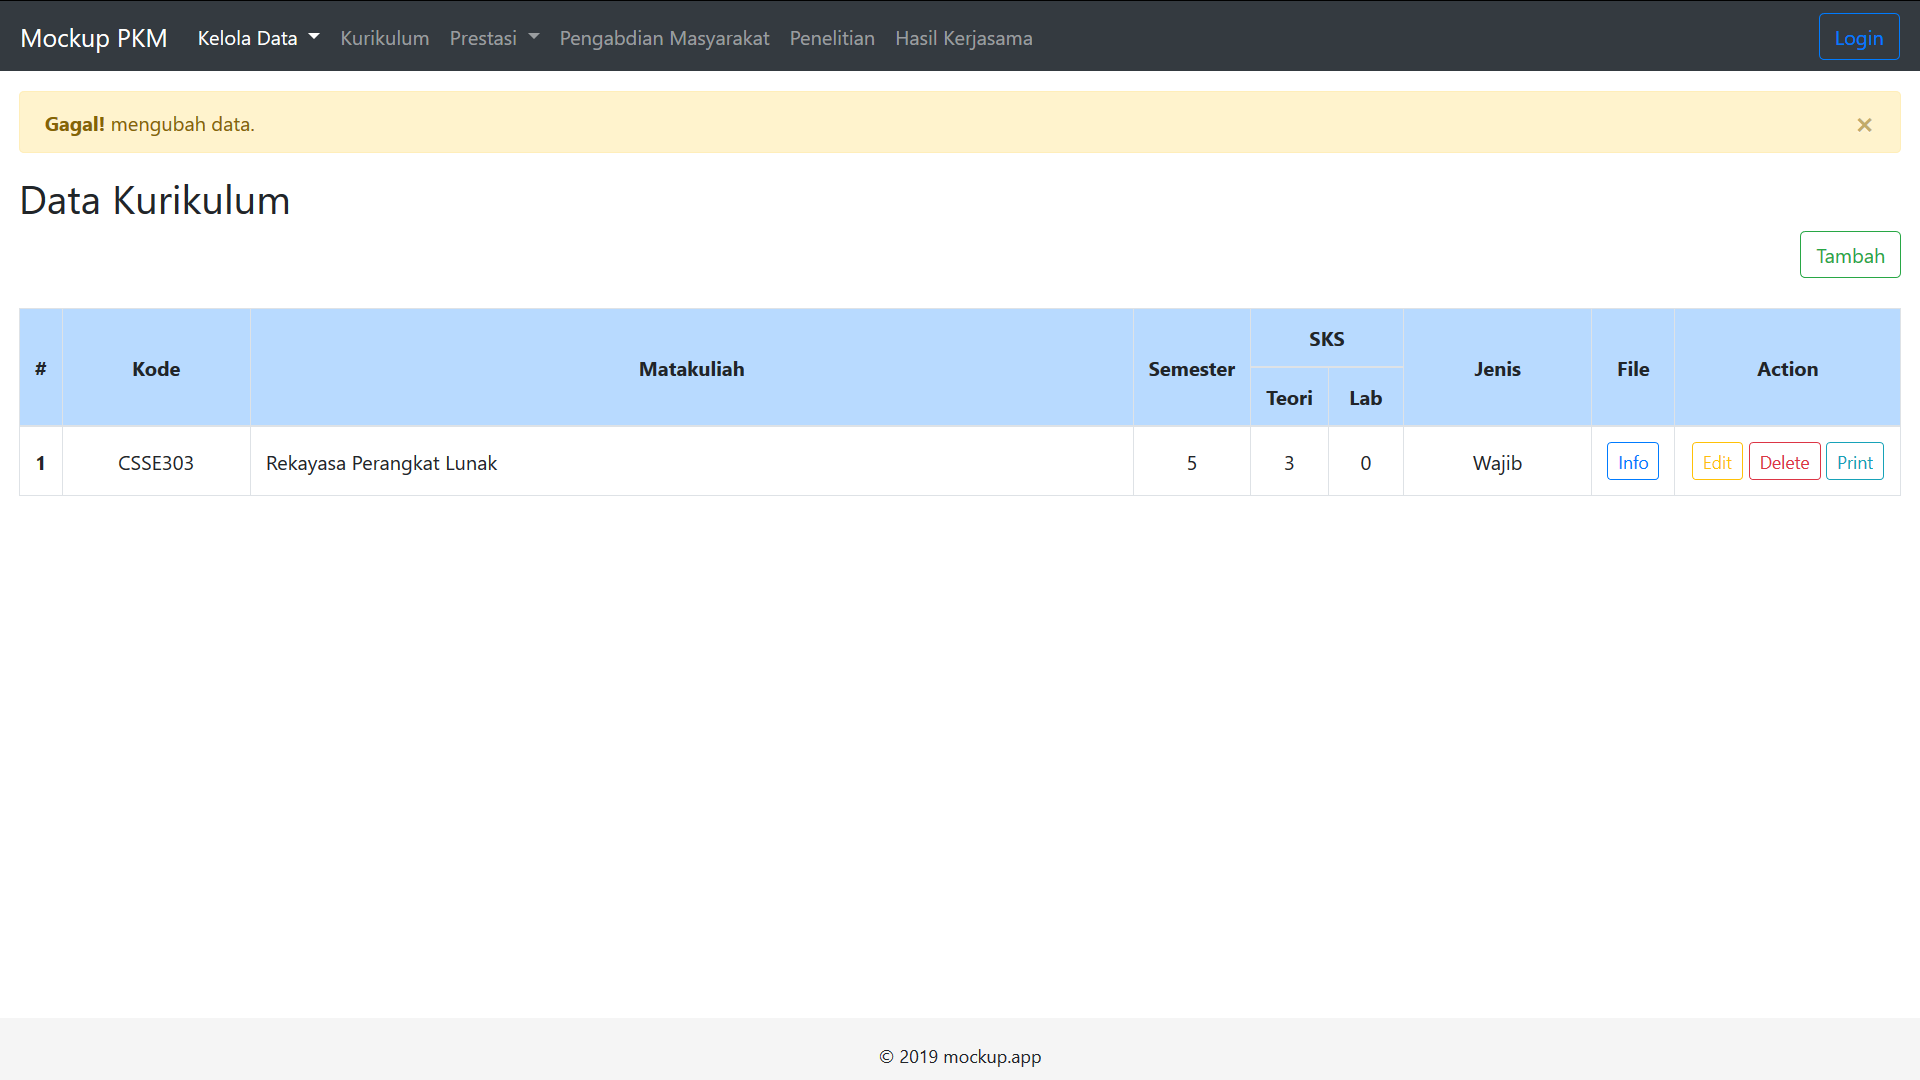 Mockup PKM Kelola Data Kurikulum Prestasi Pengabdian Masyarakat Penelitian Hasil Kerjasama Login
Gagal! mengubah data. ×
Data Kurikulum
Tambah
# Kode Matakuliah Semester SKS Jenis File Action
Teori Lab
1 CSSE303 Rekayasa Perangkat Lunak 5 3 0 Wajib Info Edit Delete Print
© 2019 mockup.app